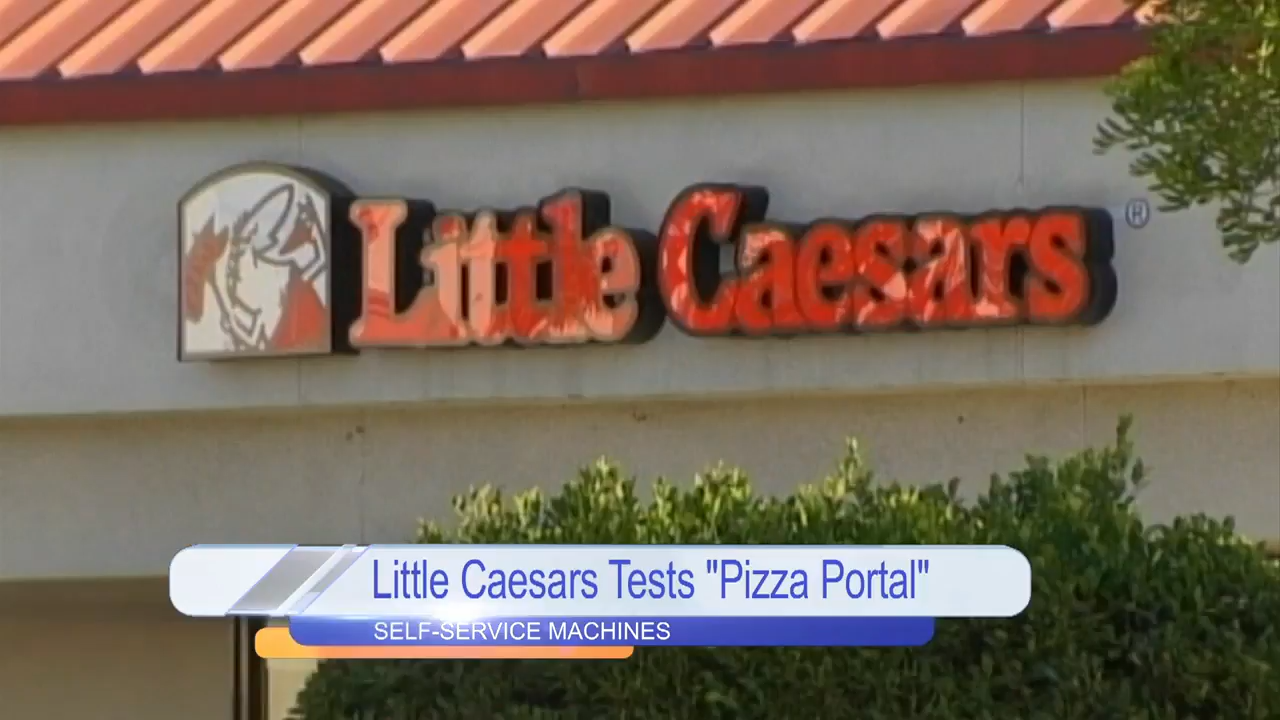 Little Caesars ®
Little Caesars Tests "Pizza Portal"
SELF-SERVICE MACHINES